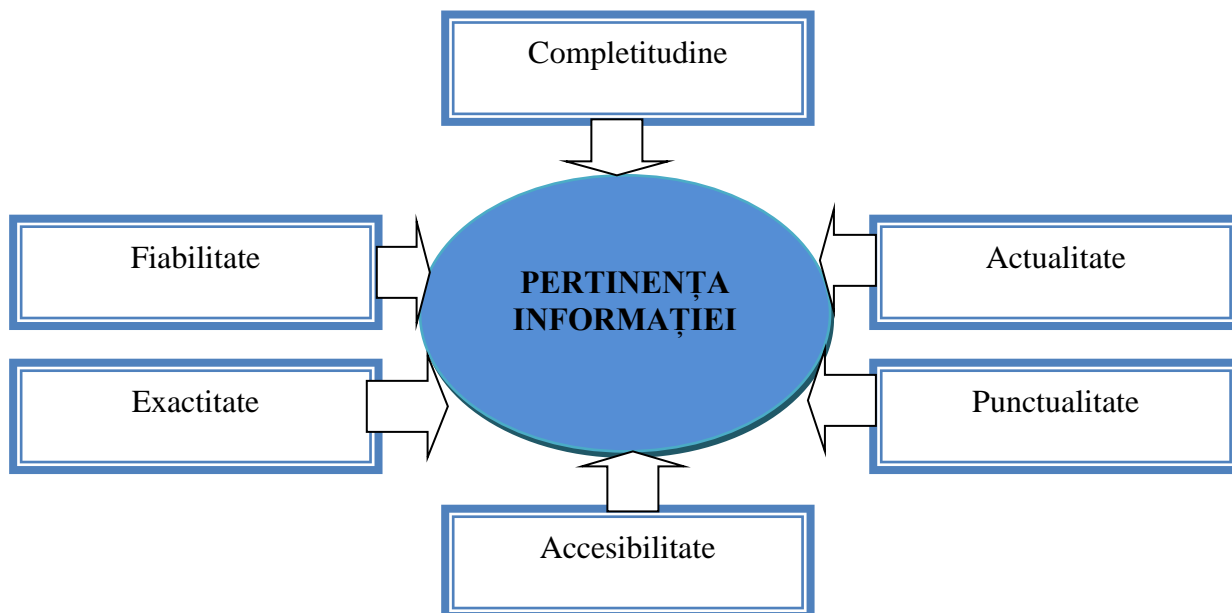 Completitudine
Fiabilitate
PERTINENȚA
INFORMAȚIEI
Actualitate
Exactitate
Punctualitate
Accesibilitate